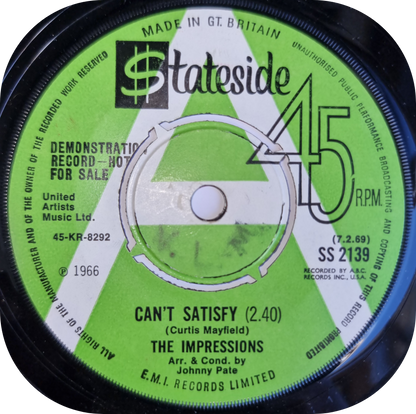 MADE IN GT. BRITAIN
UNAUTHORISED PUBLIC PERFORMANCE BROADCASTING AND COPYING OF THIS RECORD PROHIBITED
ALL RIGHTS OF THE MANUFACTURER AND OF THE OWNER OF THE RECORDED WORK RESERVED
$tateside
45
R.P.M.
DEMONSTRATION
RECORD—NOT
FOR SALE
United
Artists
Music Ltd.
45-KR-8292
℗ 1966
A
(7.2.69)
SS 2139
RECORDED BY A.B.C.
RECORDS INC., U.S.A.
CAN'T SATISFY (2.40)
(Curtis Mayfield)
THE IMPRESSIONS
Arr. & Cond. by
Johnny Pate
E.M.I. RECORDS LIMITED